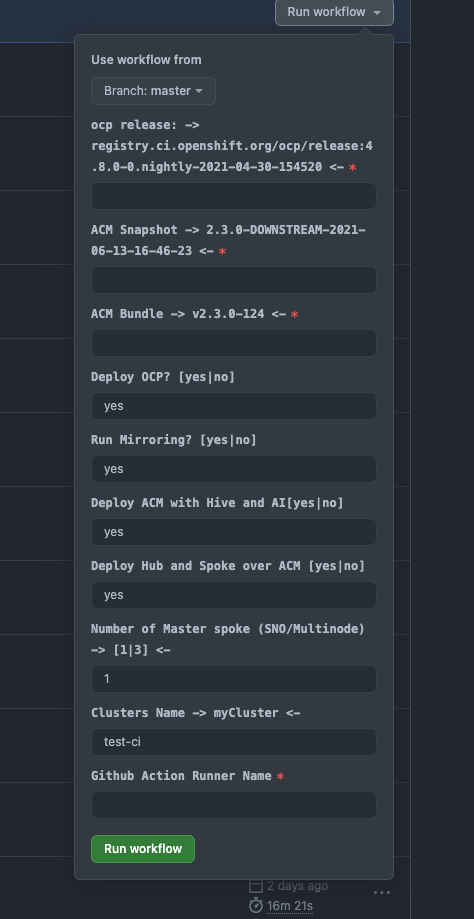 Run workflow
Use workflow from
Branch: master
ocp release: ->
registry.ci.openshift.org/ocp/release:4
.8.0-0.nightly-2021-04-30-154520 <- *
ACM Snapshot -> 2.3.0-DOWNSTREAM-2021-
06-13-16-46-23 <- *
ACM Bundle -> v2.3.0-124 <- *
Deploy OCP? [yes|no]
yes
Run Mirroring? [yes|no]
yes
Deploy ACM with Hive and AI[yes|no]
yes
Deploy Hub and Spoke over ACM [yes|no]
yes
Number of Master spoke (SNO/Multinode)
-> [1|3] <-
1
Clusters Name -> myCluster <-
test-ci
Github Action Runner Name *
Run workflow
2 days ago
16m 21s